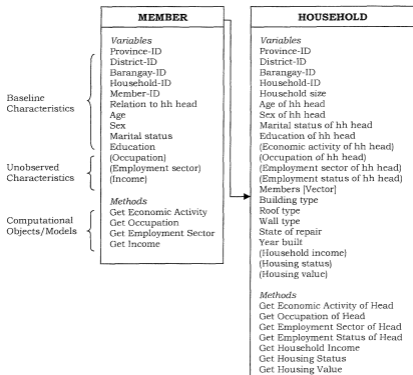 MEMBER
Variables
Province-ID
District-ID
Barangay-ID
Household-ID
Member-ID
Relation to hh head
Age
Sex
Marital status
Education
(Occupation)
(Employment sector)
(Income)
Methods
Get Economic Activity
Get Occupation
Get Employment Sector
Get Income
Baseline
Characteristics
Unobserved
Characteristics
Computational
Objects/Models
HOUSEHOLD
Variables
Province-ID
District-ID
Barangay-ID
Household-ID
Household size
Age of hh head
Sex of hh head
Marital status of hh head
Education of hh head
(Economic activity of hh head)
(Occupation of hh head)
(Employment sector of hh head)
(Employment status of hh head)
Members [Vector]
Building type
Roof type
Wall type
State of repair
Year built
(Household income)
(Housing status)
(Housing value)
Methods
Get Economic Activity of Head
Get Occupation of Head
Get Employment Sector of Head
Get Employment Status of Head
Get Household Income
Get Housing Status
Get Housing Value